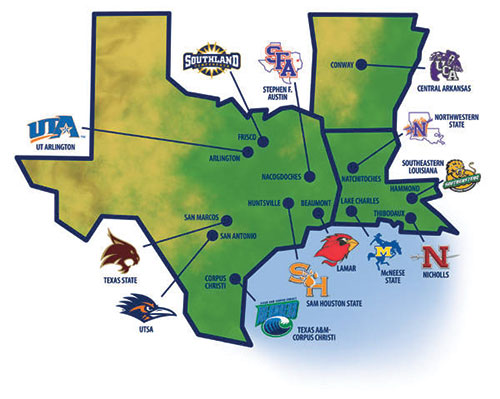 SOUTHLAND
CONFERENCE
SFA
STEPHEN F.
AUSTIN
CONWAY
UCA
CENTRAL ARKANSAS
UTA
UT ARLINGTON
FRISCO
ARLINGTON
NACOGDOCHES
N
NORTHWESTERN
STATE
NATCHITOCHES
SOUTHEASTERN
LOUISIANA
HAMMOND
SOUTHEASTERN
HUNTSVILLE
BEAUMONT
LAKE CHARLES
THIBODAUX
SAN MARCOS
SAN ANTONIO
TEXAS STATE
UTSA
CORPUS
CHRISTI
SH
SAM HOUSTON STATE
LAMAR
M
McNEESE
STATE
N
NICHOLLS
TEXAS A&M-
CORPUS CHRISTI